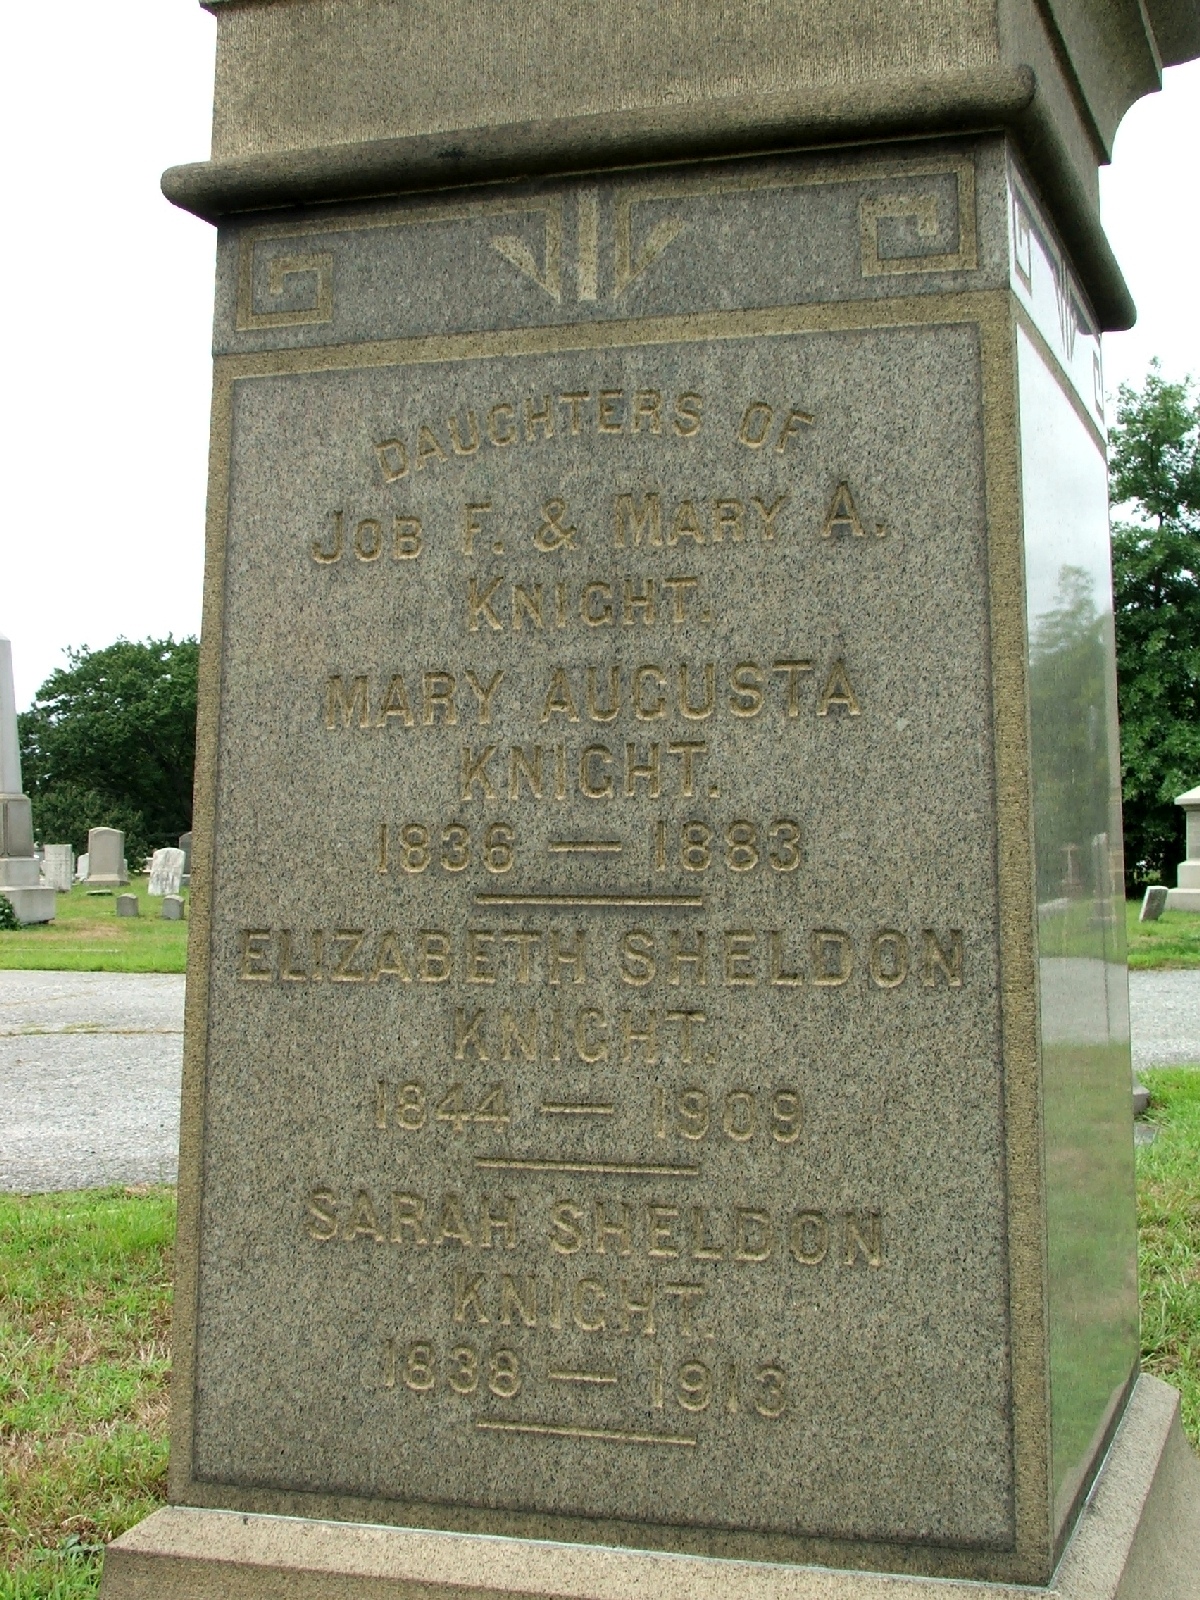 DAUGHTERS OF
JOB F. & MARY A.
KNIGHT.
MARY AUGUSTA
KNIGHT.
1836 — 1883
ELIZABETH SHELDON
KNIGHT.
1844 — 1909
SARAH SHELDON
KNIGHT.
1838 — 1913